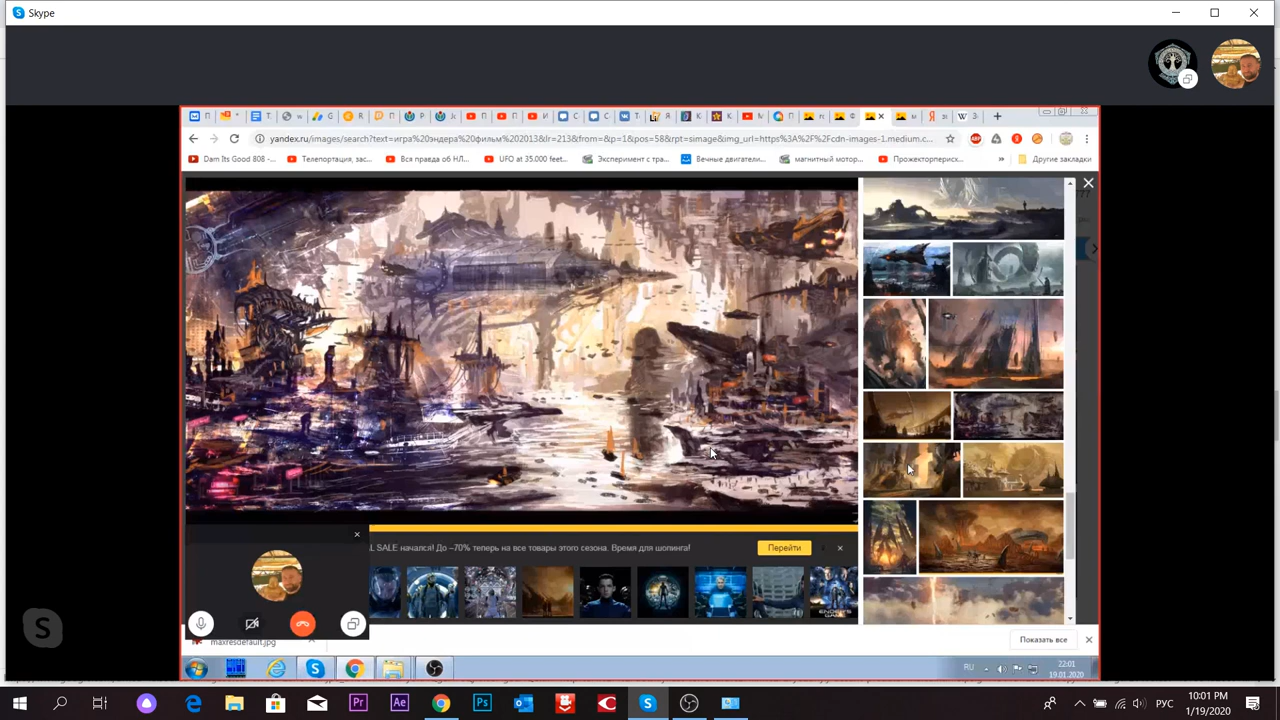 Skype
yandex.ru/images/search?text=игра%20эндера%20фильм%202013&lr=213&from=&p=1&pos=58&rpt=simage&img_url=https%3A%2F%2Fcdn-images-1.medium.c...
Dam Its Good 808 -... Телепортация, зас... Вся правда об НЛ... UFO at 35.000 feet... Эксперимент с тра... Вечные двигатели... магнитный мотор... Прожекторперис... » Другие закладки
AL SALE начался! До –70% теперь на все товары этого сезона. Время для шопинга! Перейти
maxresdefault.jpg Показать все
RU 22:01
19.01.2020
10:01 PM
РУС
1/19/2020